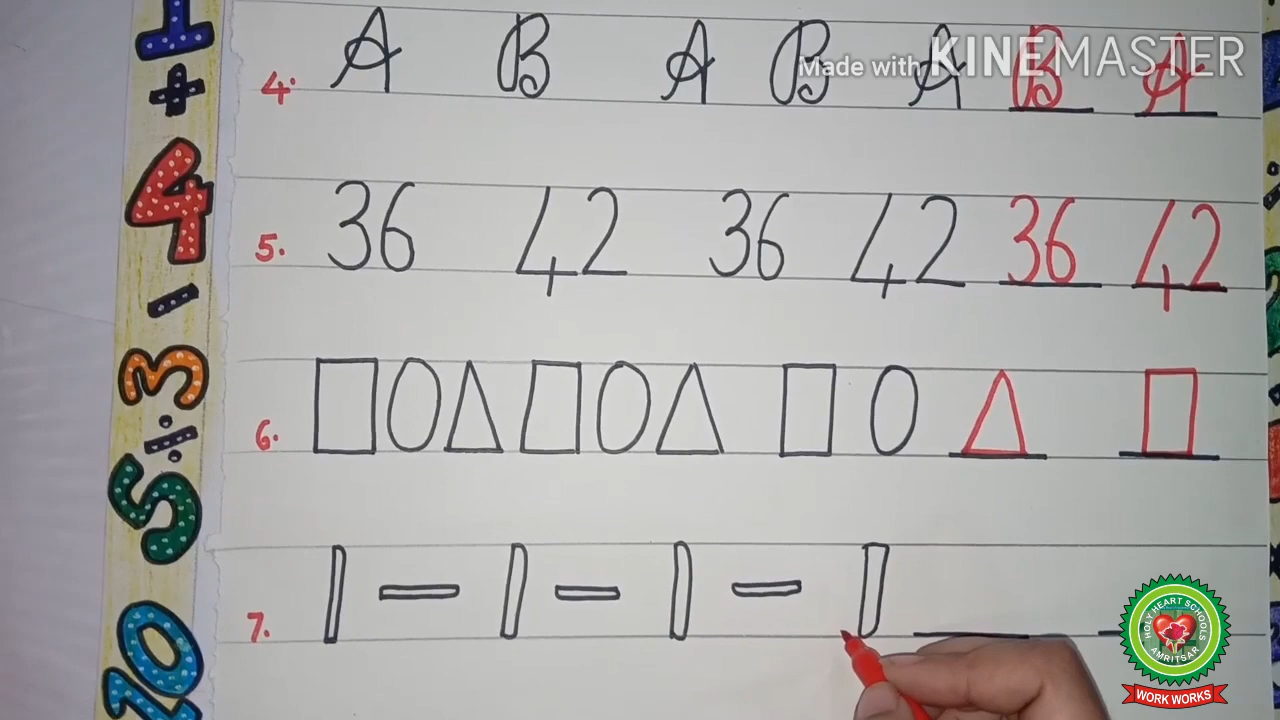 4. A B A B A B A
Made with KINEMASTER
5. 36 42 36 42 36 42
6.
7.
1 + 4 - 3 ÷ 5 10
HOLY HEART SCHOOLS
AMRITSAR
WORK WORKS